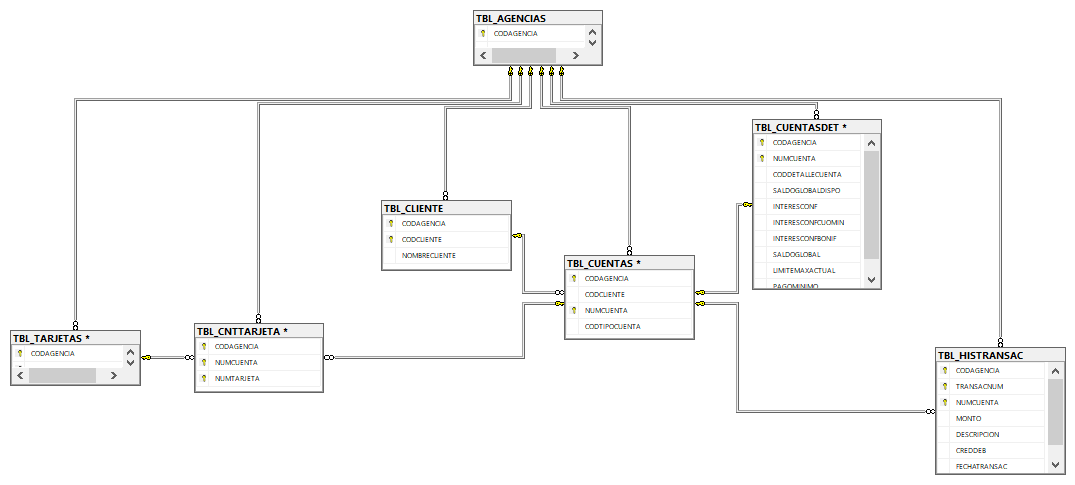 TBL_AGENCIAS
CODAGENCIA
TBL_CUENTASDET *
CODAGENCIA
NUMCUENTA
CODDETALLECUENTA
SALDOGLOBALDISPO
INTERESCONF
INTERESCONFCUOMIN
INTERESCONFBONIF
SALDOGLOBAL
LIMITEMAXACTUAL
PAGOMINIMO
TBL_CLIENTE
CODAGENCIA
CODCLIENTE
NOMBRECLIENTE
TBL_CUENTAS *
CODAGENCIA
CODCLIENTE
NUMCUENTA
CODTIPOCUENTA
TBL_TARJETAS *
CODAGENCIA
TBL_CNTTARJETA *
CODAGENCIA
NUMCUENTA
NUMTARJETA
TBL_HISTRANSAC
CODAGENCIA
TRANSACNUM
NUMCUENTA
MONTO
DESCRIPCION
CREDDEB
FECHATRANSAC